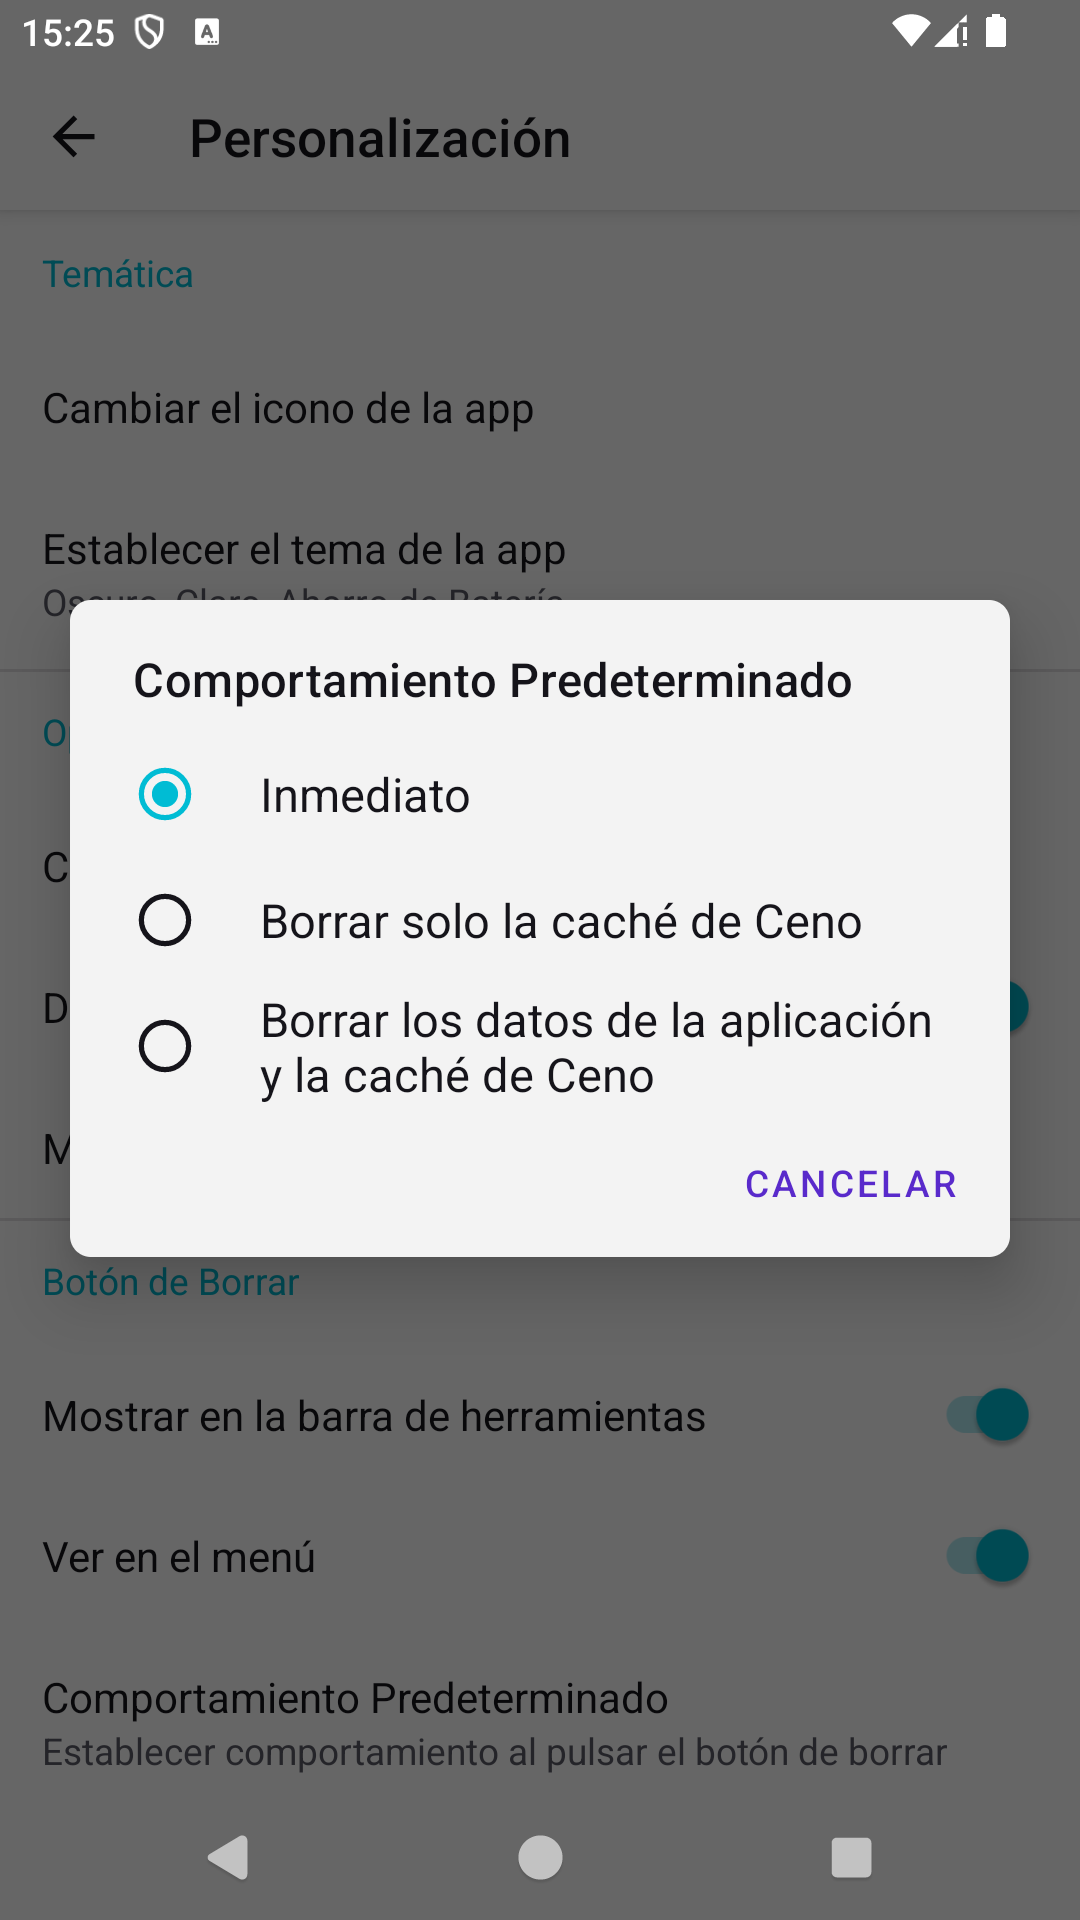 15:25
Personalización
Temática
Cambiar el icono de la app
Establecer el tema de la app
Comportamiento Predeterminado
Inmediato
Borrar solo la caché de Ceno
Borrar los datos de la aplicación
y la caché de Ceno
CANCELAR
Botón de Borrar
Mostrar en la barra de herramientas
Ver en el menú
Comportamiento Predeterminado
Establecer comportamiento al pulsar el botón de borrar